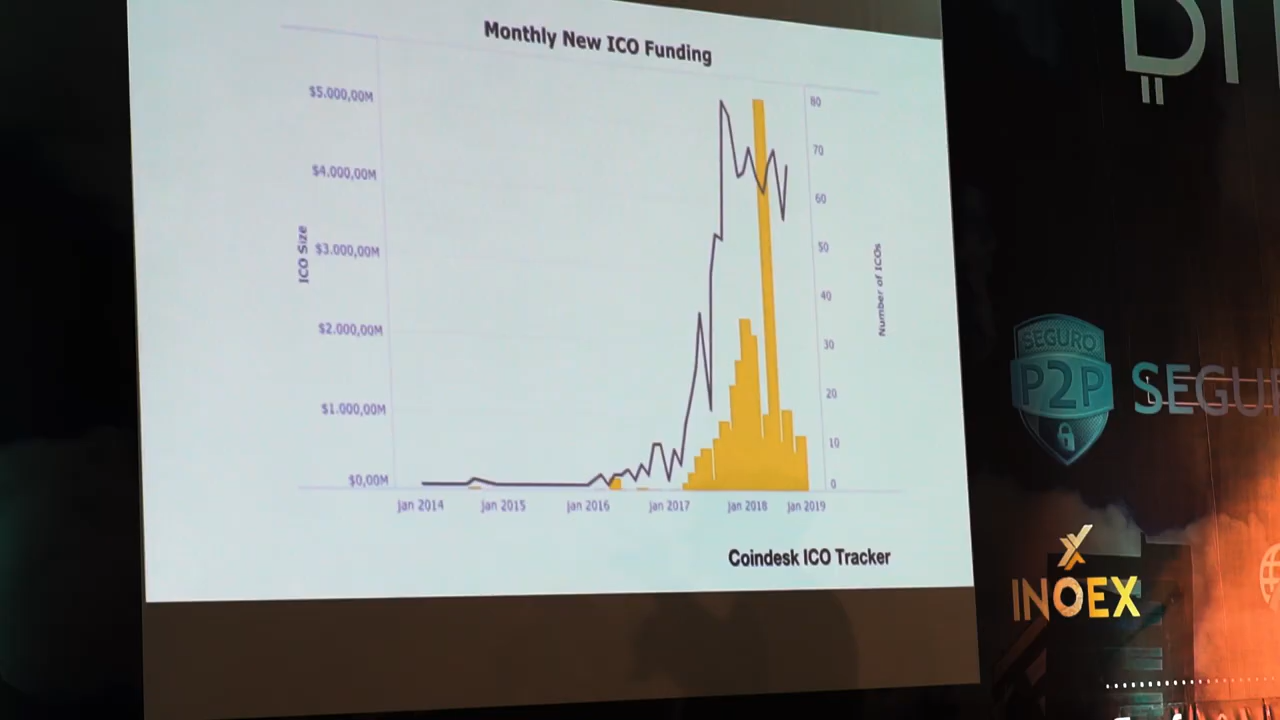 Monthly New ICO Funding
$5.000,00M
$4.000,00M
$3.000,00M
$2.000,00M
$1.000,00M
$0,00M
ICO Size
80
70
60
50
40
30
20
10
0
Number of ICOs
Jan 2014
Jan 2015
Jan 2016
Jan 2017
Jan 2018
Jan 2019
Coindesk ICO Tracker
SEGURO
P2P
SEGU
INOEX